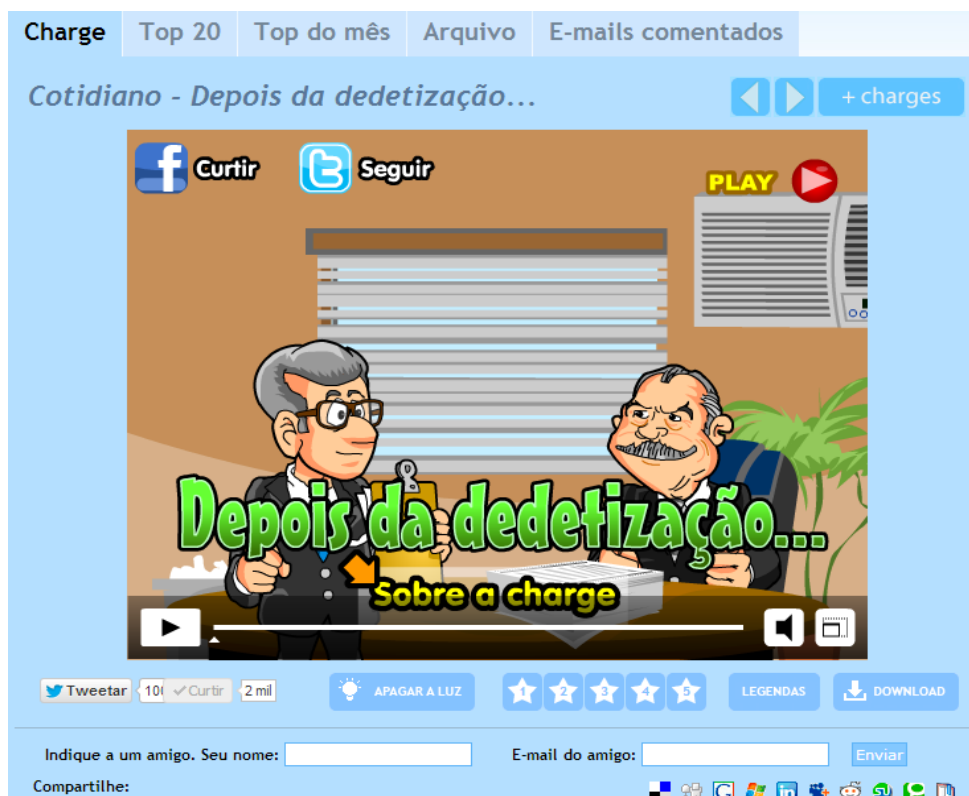 Charge Top 20 Top do mês Arquivo E-mails comentados
Cotidiano - Depois da dedetização...
+ charges
Curtir Seguir
PLAY
Depois da dedetização...
Sobre a charge
Tweetar 100 Curtir 2 mil APAGAR A LUZ 1 2 3 4 5 LEGENDAS DOWNLOAD
Indique a um amigo. Seu nome: E-mail do amigo: Enviar
Compartilhe: